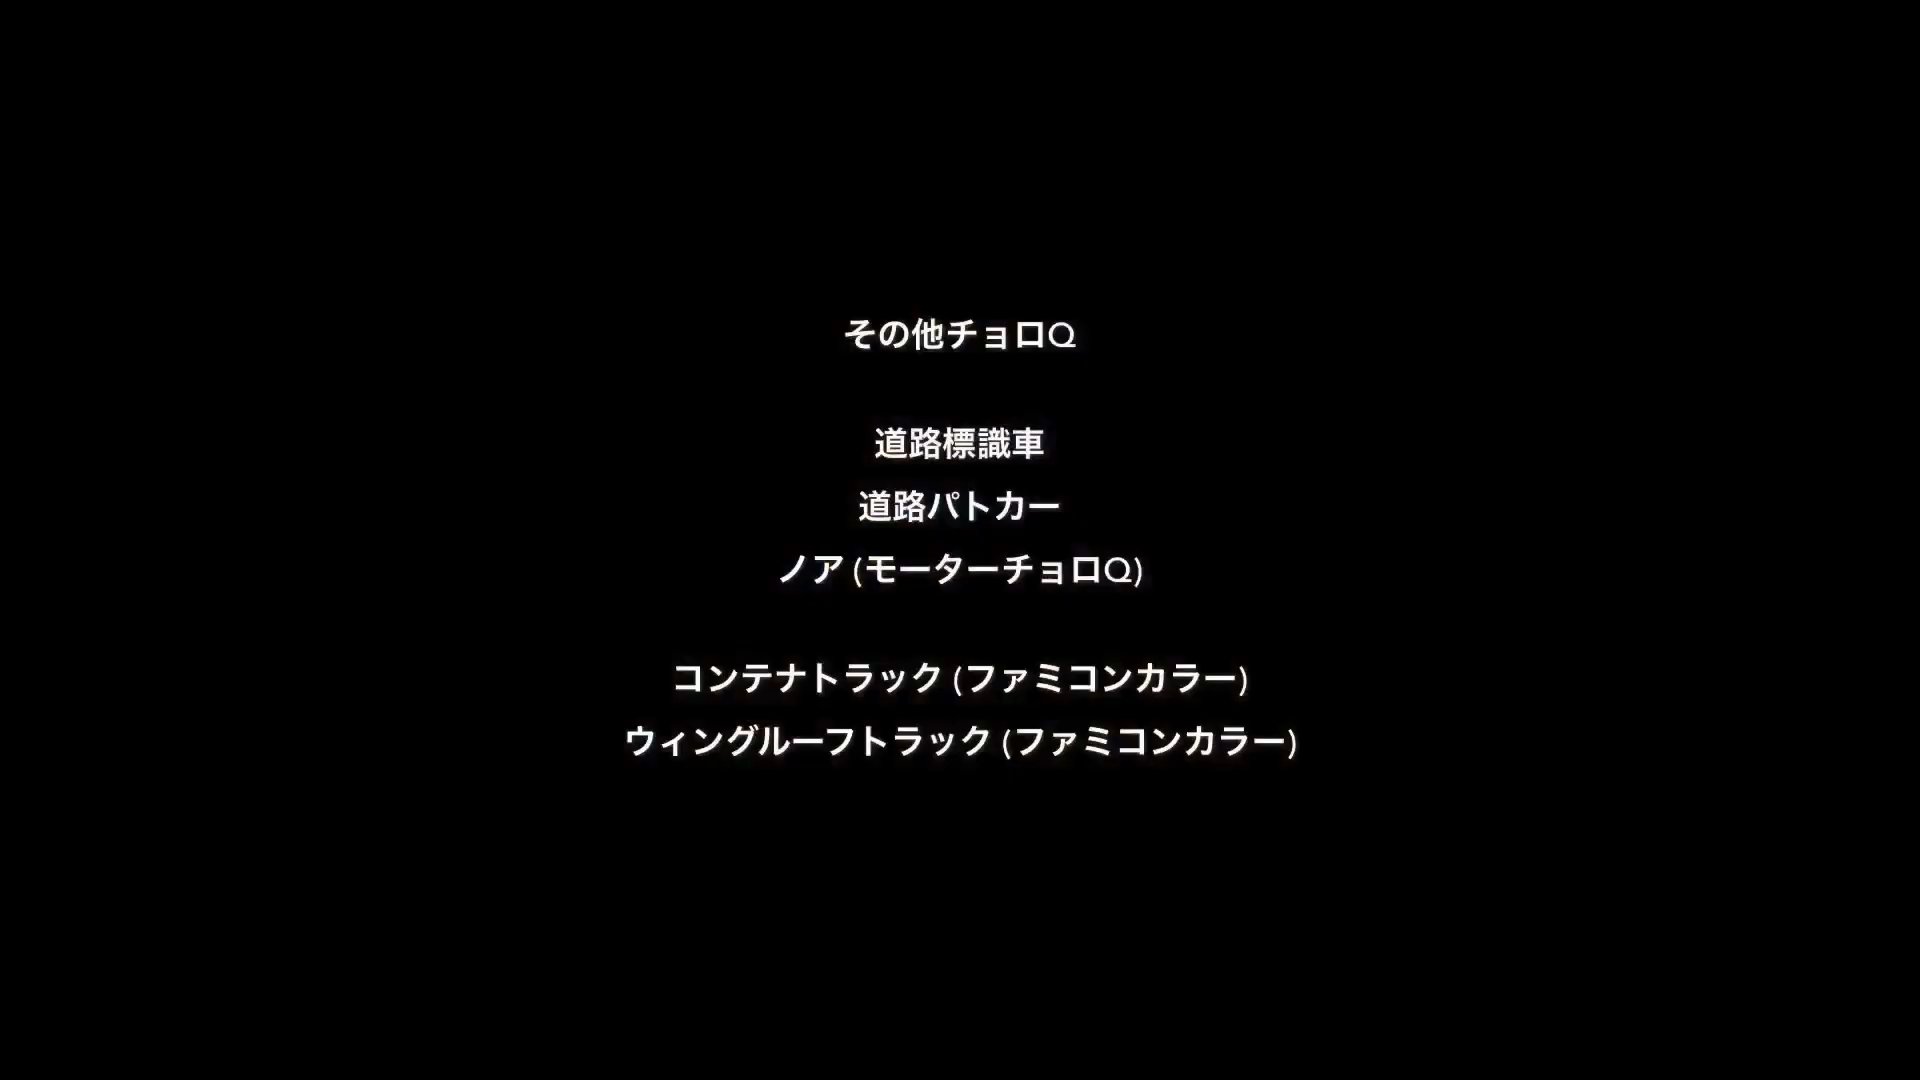 その他チョロQ
道路標識車
道路パトカー
ノア (モーターチョロQ)
コンテナトラック (ファミコンカラー)
ウィングルーフトラック (ファミコンカラー)